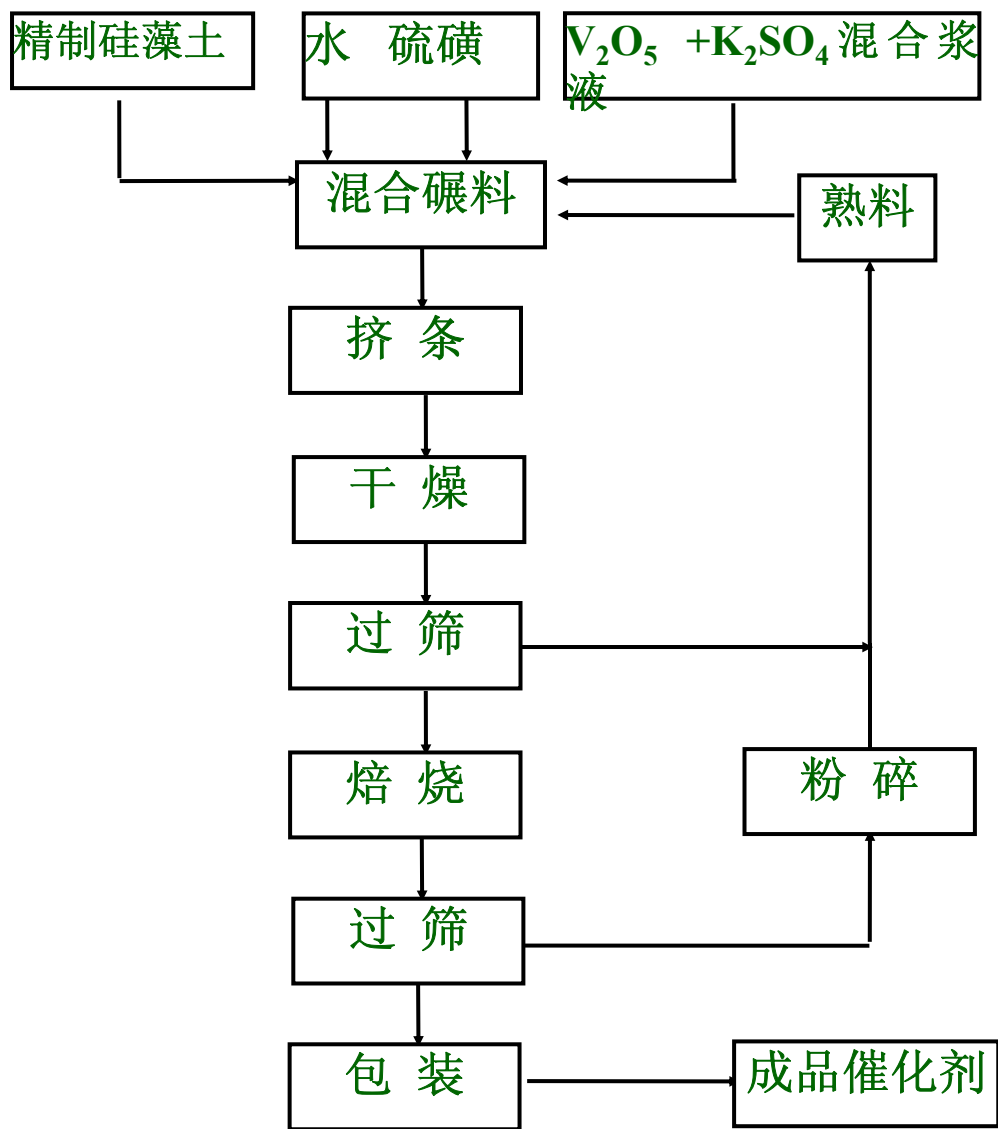 精制硅藻土
水 硫磺
V₂O₅ +K₂SO₄混合浆
液
混合碾料
熟料
挤 条
干 燥
过 筛
焙 烧
粉 碎
过 筛
包 装
成品催化剂